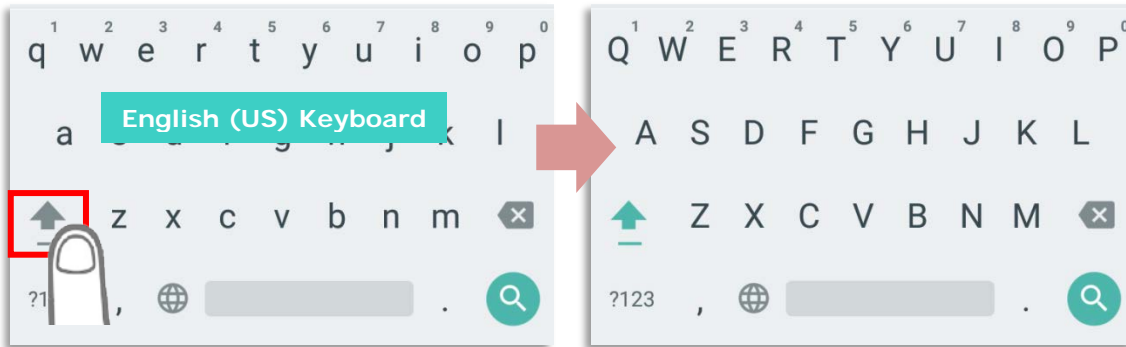 1 2 3 4 5 6 7 8 9 0
q w e r t y u i o p
English (US) Keyboard
a l
z x c v b n m
, .
1 2 3 4 5 6 7 8 9
Q W E R T Y U I O P
A S D F G H J K L
Z X C V B N M
?123 , .